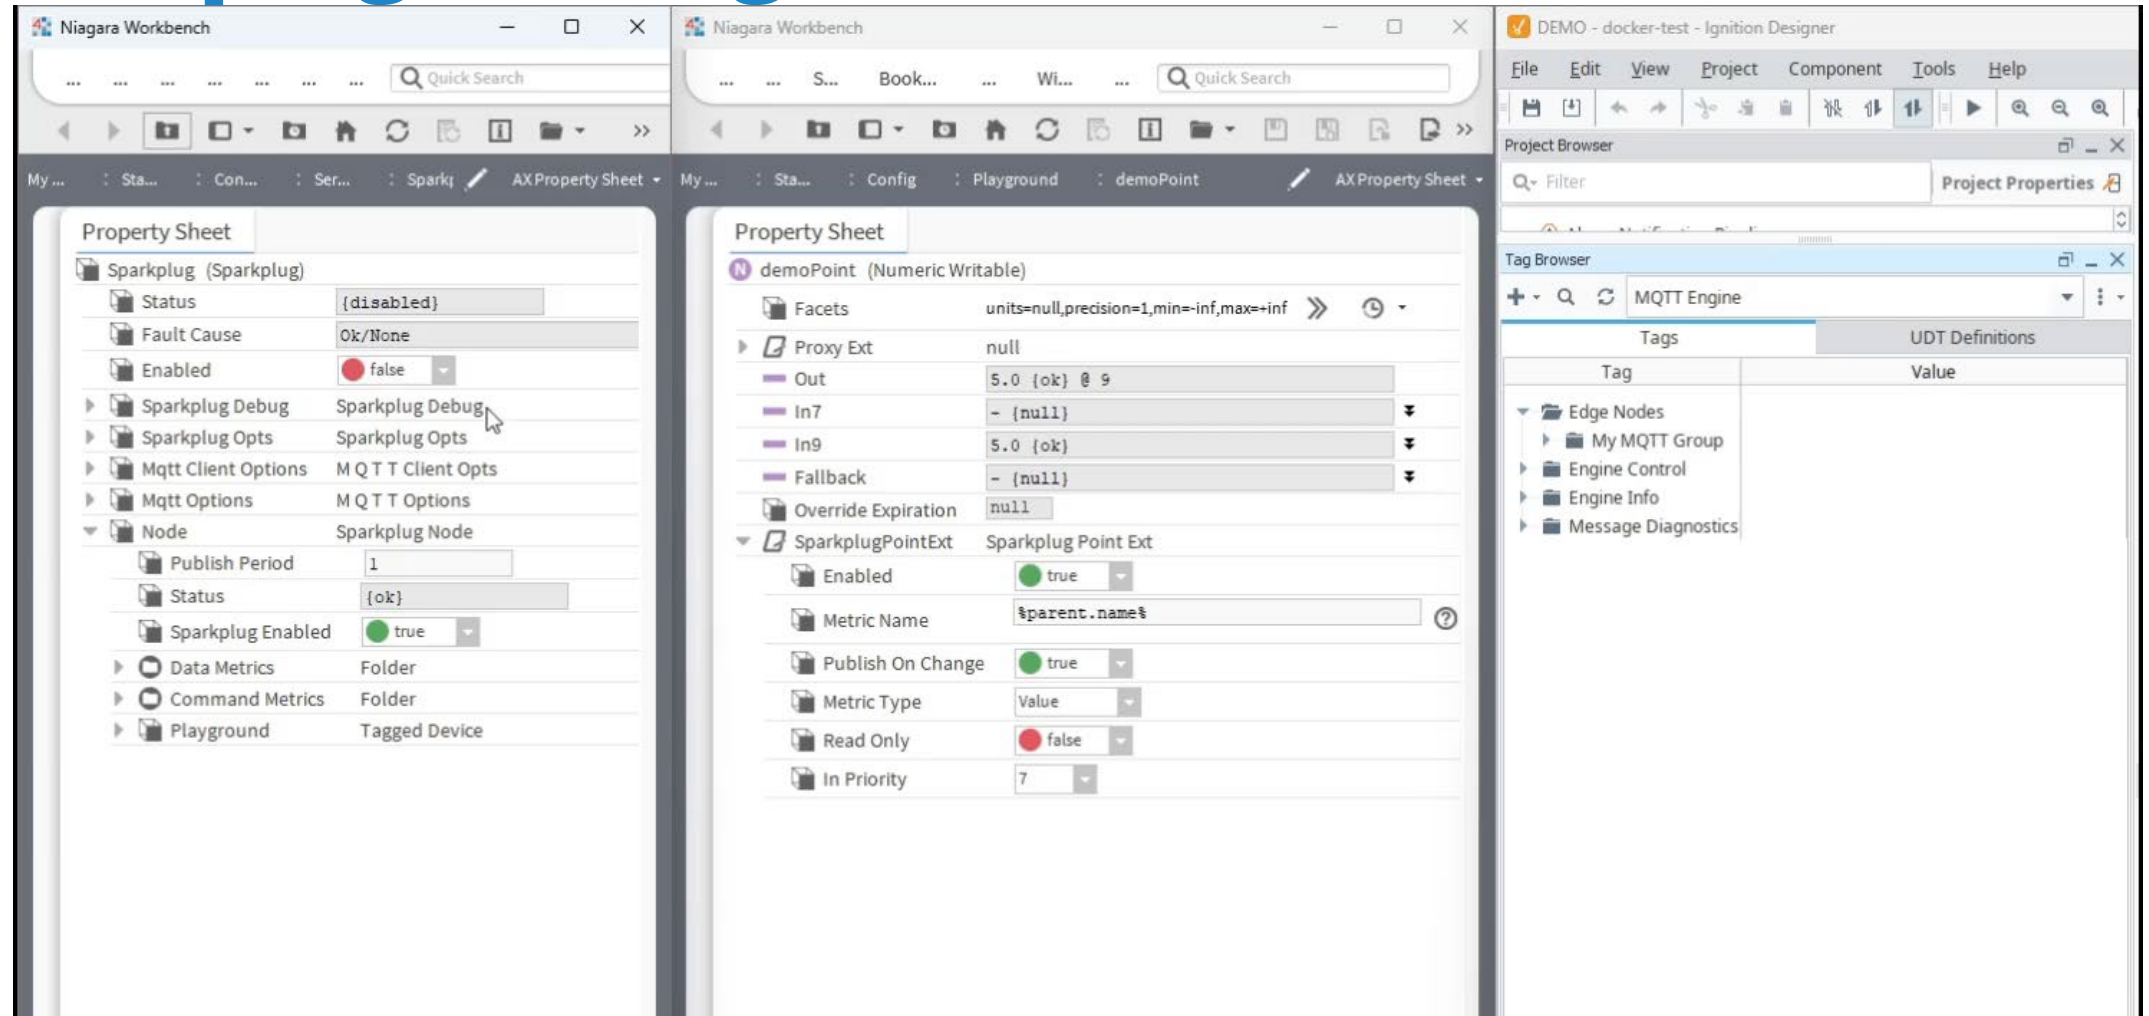 Niagara Workbench
... ... ... ... ... ... ... Quick Search
My ... : Sta... : Con... : Ser... : Spark AX Property Sheet
Property Sheet
Sparkplug (Sparkplug)
Status {disabled}
Fault Cause Ok/None
Enabled false
Sparkplug Debug Sparkplug Debug
Sparkplug Opts Sparkplug Opts
Mqtt Client Options M Q T T Client Opts
Mqtt Options M Q T T Options
Node Sparkplug Node
Publish Period 1
Status {ok}
Sparkplug Enabled true
Data Metrics Folder
Command Metrics Folder
Playground Tagged Device
Niagara Workbench
... ... S... Book... ... Wi... ... Quick Search
My ... : Sta... : Config : Playground : demoPoint AX Property Sheet
Property Sheet
N demoPoint (Numeric Writable)
Facets units=null,precision=1,min=-inf,max=+inf
Proxy Ext null
Out 5.0 {ok} @ 9
In7 - {null}
In9 5.0 {ok}
Fallback - {null}
Override Expiration null
SparkplugPointExt Sparkplug Point Ext
Enabled true
Metric Name %parent.name%
Publish On Change true
Metric Type Value
Read Only false
In Priority 7
DEMO - docker-test - Ignition Designer
File Edit View Project Component Tools Help
Project Browser
Filter Project Properties
Tag Browser
MQTT Engine
Tags UDT Definitions
Tag Value
Edge Nodes
My MQTT Group
Engine Control
Engine Info
Message Diagnostics